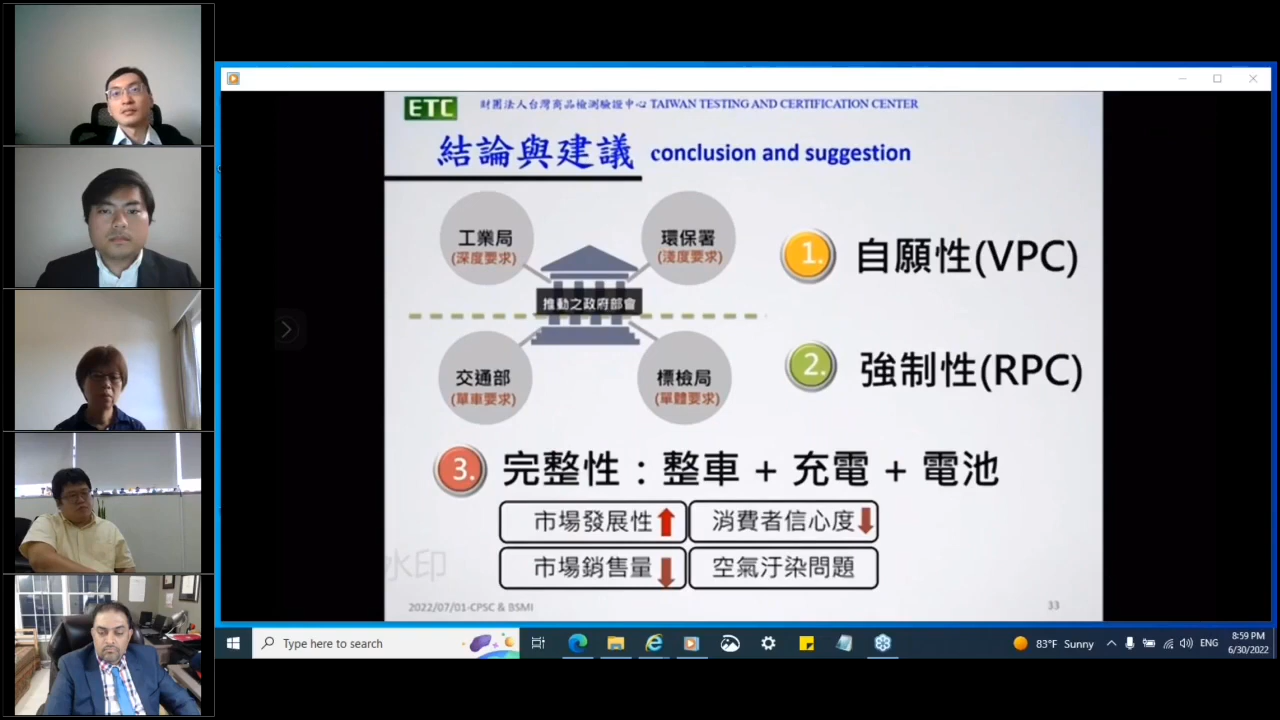 ETC 財團法人台灣商品檢測驗證中心 TAIWAN TESTING AND CERTIFICATION CENTER
結論與建議 conclusion and suggestion
工業局
(深度要求)
環保署
(淺度要求)
推動之政府部會
交通部
(單車要求)
標檢局
(單體要求)
1. 自願性(VPC)
2. 強制性(RPC)
3. 完整性：整車 + 充電 + 電池
市場發展性
消費者信心度
市場銷售量
空氣汙染問題
水印
2022/07/01-CPSC & BSMI
33
Type here to search
83°F Sunny
ENG
8:59 PM
6/30/2022